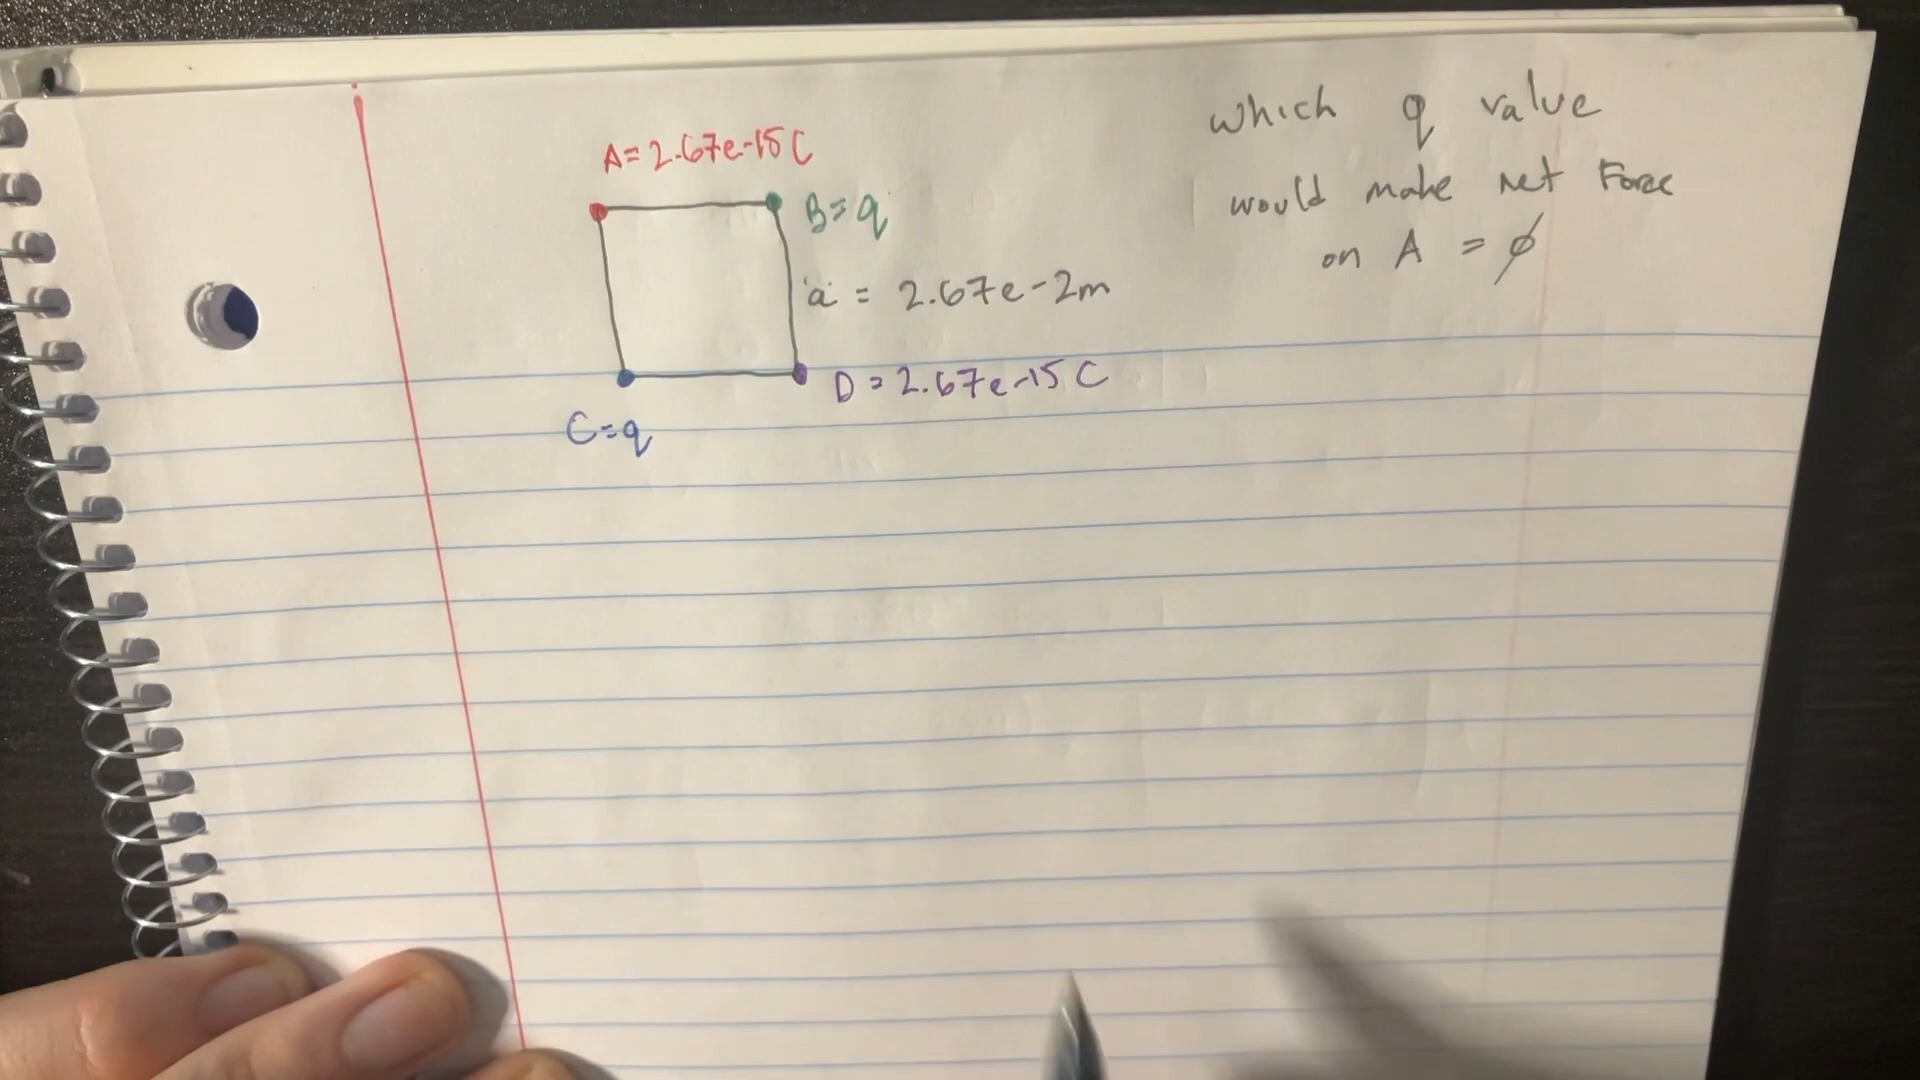 which q value
would make net Force
on A = ϕ
A= 2.67e-15 C
B= q
a = 2.67e-2m
D = 2.67e-15 C
C=q